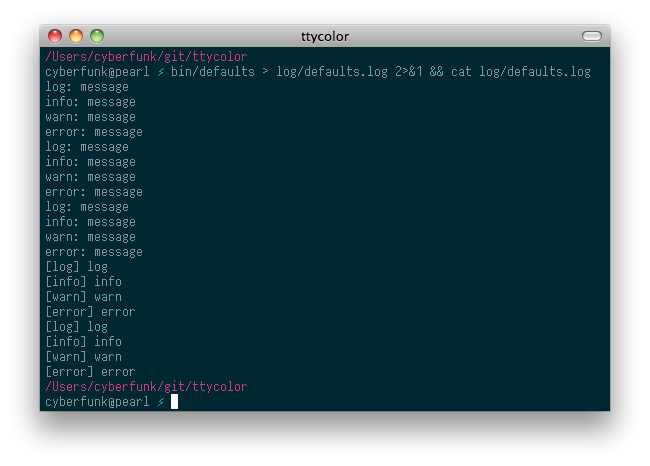 ttycolor
/Users/cyberfunk/git/ttycolor
cyberfunk@pearl ⚡ bin/defaults > log/defaults.log 2>&1 && cat log/defaults.log
log: message
info: message
warn: message
error: message
log: message
info: message
warn: message
error: message
log: message
info: message
warn: message
error: message
[log] log
[info] info
[warn] warn
[error] error
[log] log
[info] info
[warn] warn
[error] error
/Users/cyberfunk/git/ttycolor
cyberfunk@pearl ⚡